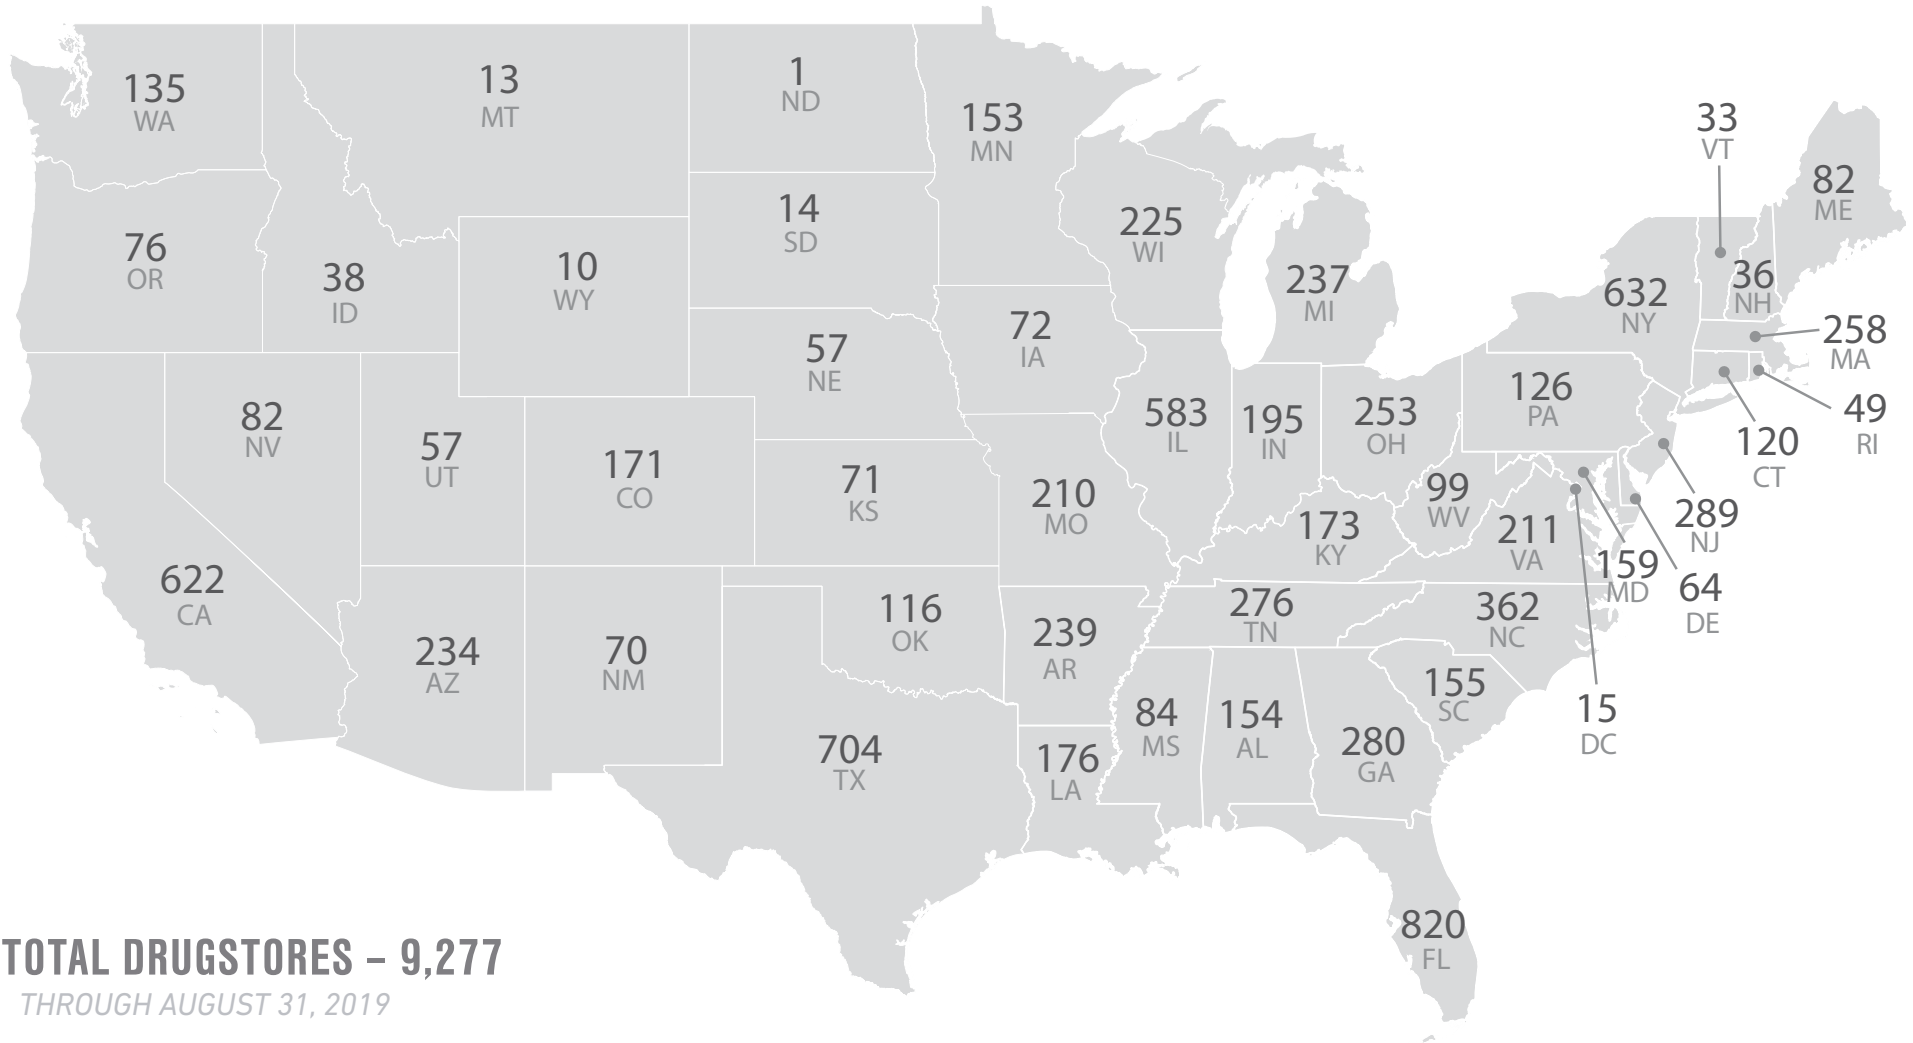 135
WA
13
MT
1
ND
153
MN
33
VT
82
ME
76
OR
38
ID
10
WY
14
SD
225
WI
237
MI
632
NY
36
NH
258
MA
72
IA
57
NE
126
PA
49
RI
120
CT
82
NV
57
UT
171
CO
71
KS
210
MO
583
IL
195
IN
253
OH
99
WV
211
VA
173
KY
289
NJ
159
MD
64
DE
622
CA
234
AZ
70
NM
116
OK
239
AR
276
TN
362
NC
155
SC
15
DC
704
TX
176
LA
84
MS
154
AL
280
GA
820
FL
TOTAL DRUGSTORES – 9,277
THROUGH AUGUST 31, 2019